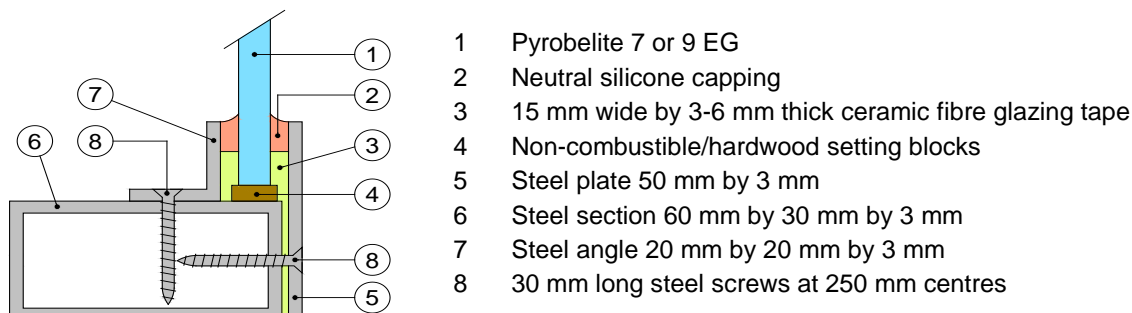 1
2
7
8
6
3
4
8
5
1 Pyrobelite 7 or 9 EG
2 Neutral silicone capping
3 15 mm wide by 3-6 mm thick ceramic fibre glazing tape
4 Non-combustible/hardwood setting blocks
5 Steel plate 50 mm by 3 mm
6 Steel section 60 mm by 30 mm by 3 mm
7 Steel angle 20 mm by 20 mm by 3 mm
8 30 mm long steel screws at 250 mm centres